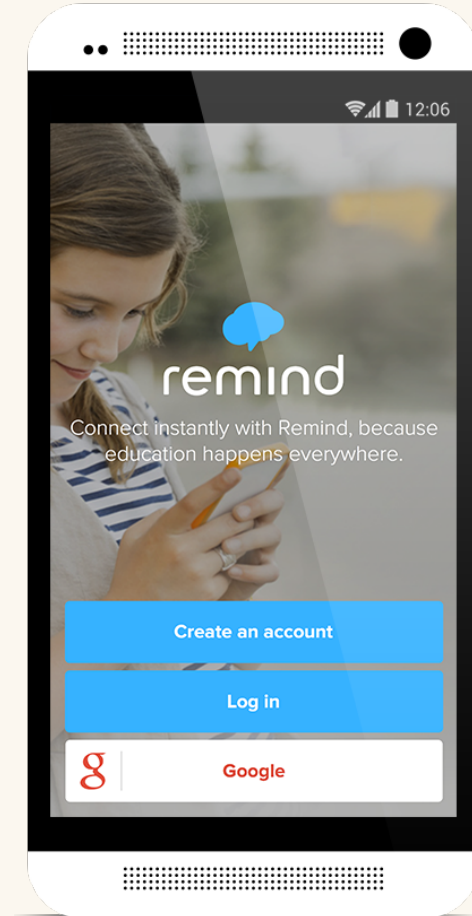 12:06
remind
Connect instantly with Remind, because
education happens everywhere.
Create an account
Log in
g
Google